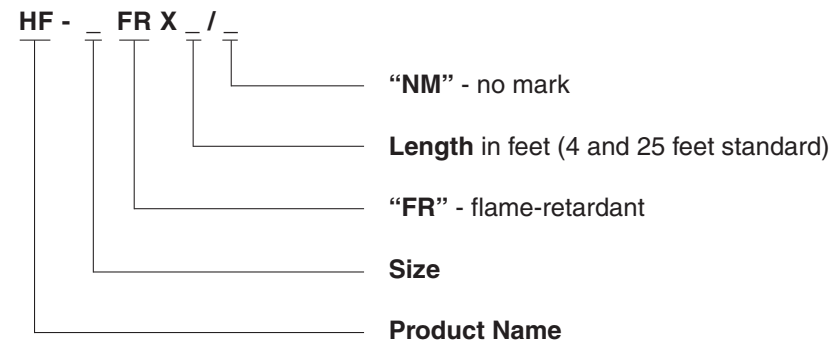 HF - _ FR X _ / _
“NM” - no mark
Length in feet (4 and 25 feet standard)
“FR” - flame-retardant
Size
Product Name